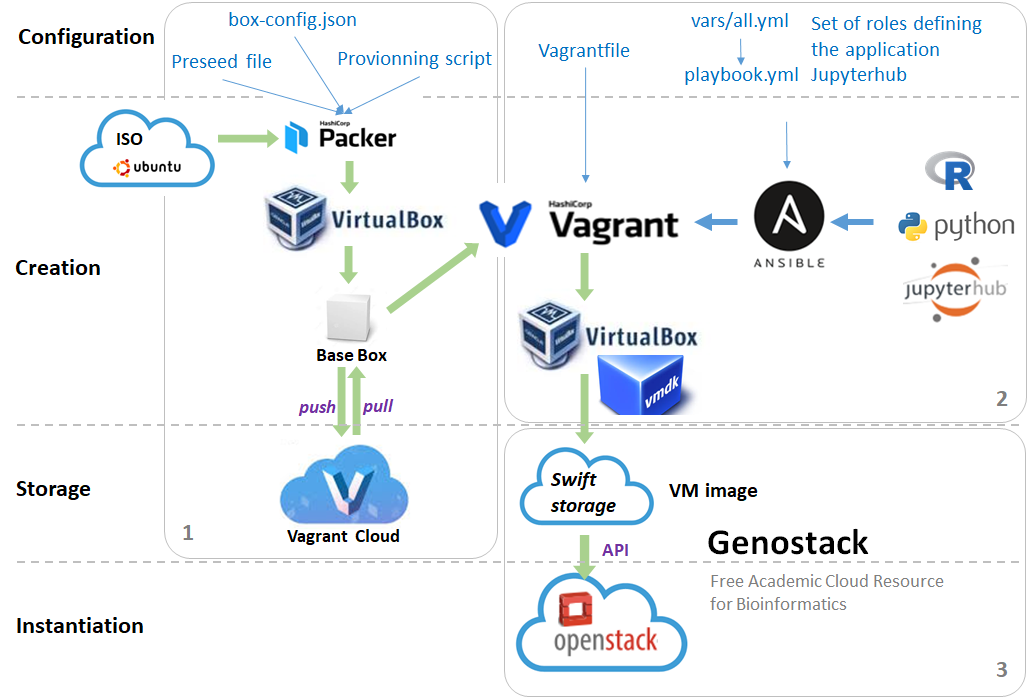 Configuration
box-config.json
Preseed file
Provionning script
Vagrantfile
vars/all.yml
playbook.yml
Set of roles defining
the application
Jupyterhub
ISO
ubuntu
HashiCorp
Packer
VirtualBox
Creation
Base Box
push
pull
HashiCorp
Vagrant
A
ANSIBLE
R
python
jupyterhub
VirtualBox
vmdk
2
Storage
Vagrant Cloud
1
Swift
storage
VM image
API
Genostack
Free Academic Cloud Resource
for Bioinformatics
Instantiation
openstack
3